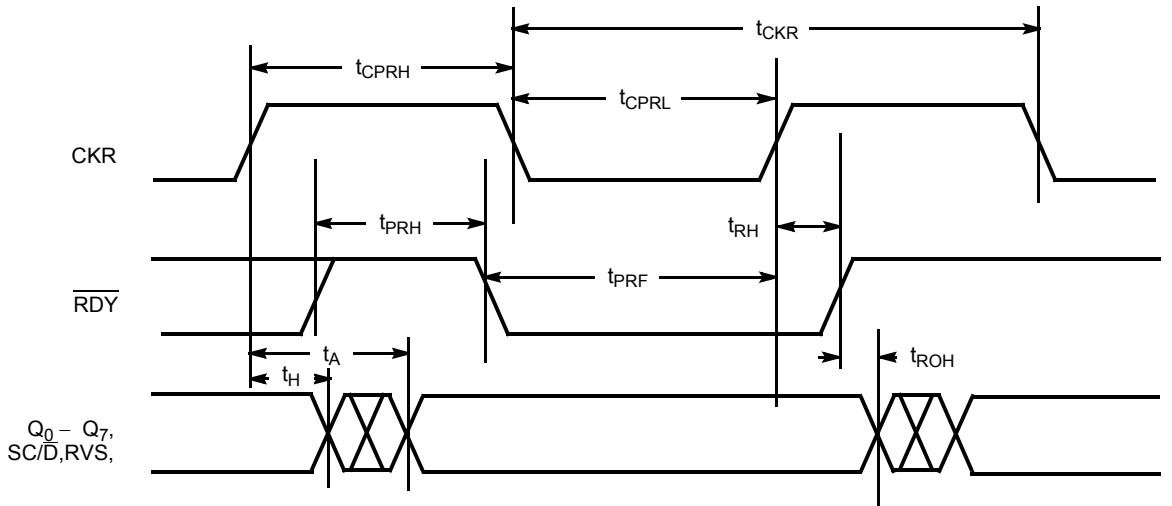 tCKR
tCPRH
tCPRL
CKR
tPRH
tRH
tPRF
RDY
tA
tROH
tH
Q0 – Q7,
SC/D,RVS,